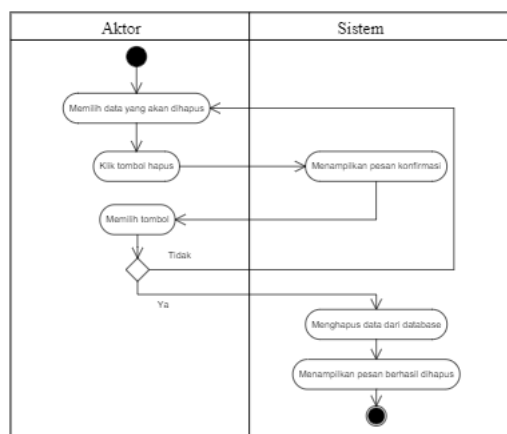 Aktor
Sistem
Memilih data yang akan dihapus
Klik tombol hapus
Menampilkan pesan konfirmasi
Memilih tombol
Tidak
Ya
Menghapus data dari database
Menampilkan pesan berhasil dihapus